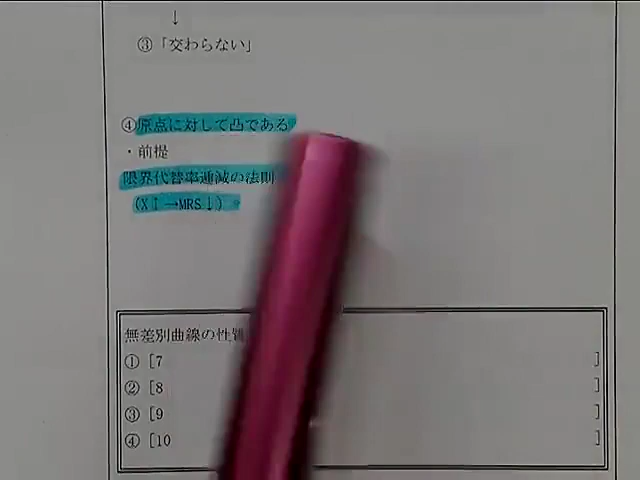 ↓
③「交わらない」
④原点に対して凸である
・前提
限界代替率逓減の法則
(X↑→MRS↓)。
無差別曲線の性質
① [7 ]
② [8 ]
③ [9 ]
④ [10 ]